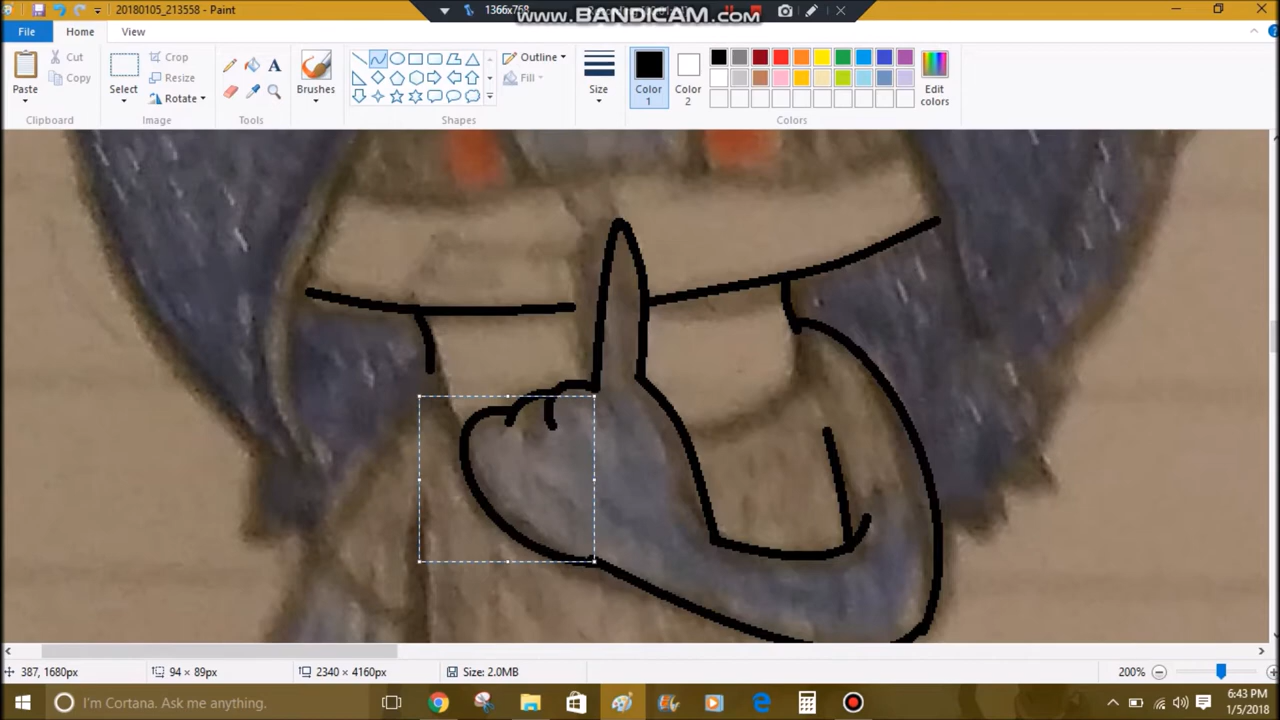 20180105_213558 - Paint
1366x768
www.BANDICAM.com
File Home View
Paste
Cut
Copy
Clipboard
Select
Crop
Resize
Rotate
Image
A
Tools
Brushes
Outline
Fill
Shapes
Size
Color 1
Color 2
Edit colors
Colors
387, 1680px
94 × 89px
2340 × 4160px
Size: 2.0MB
200%
I'm Cortana. Ask me anything.
6:43 PM
1/5/2018